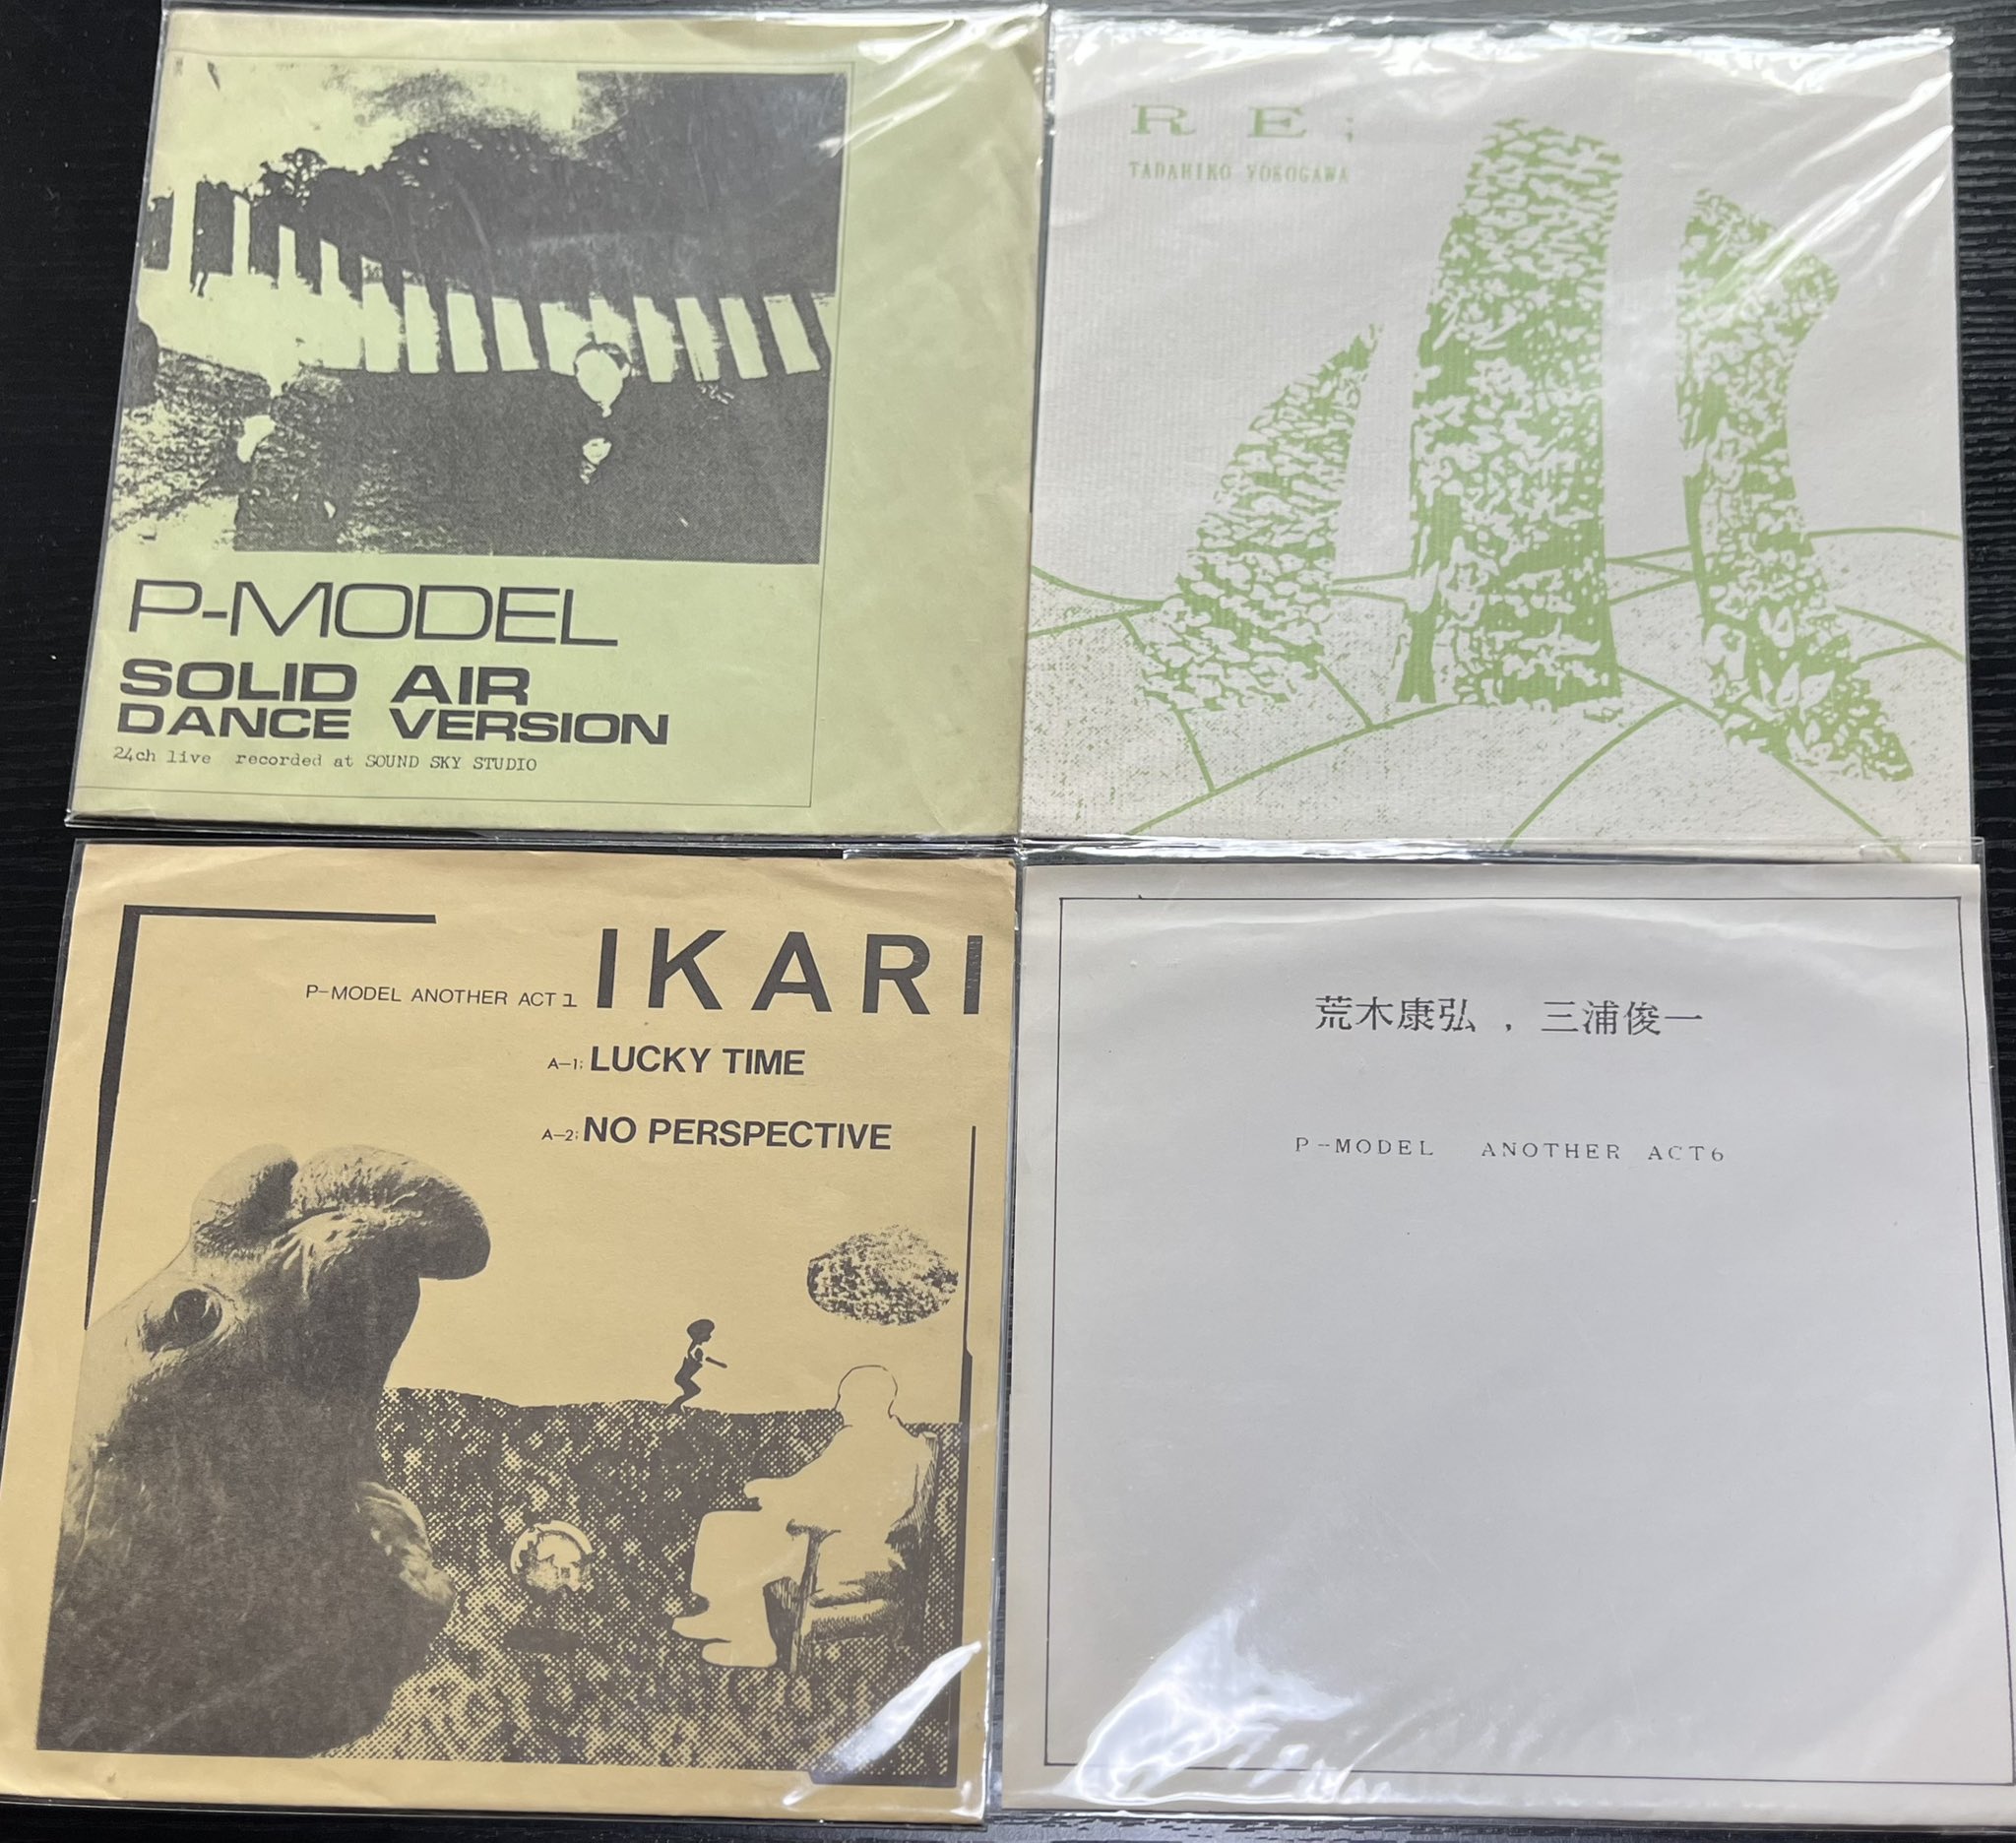 P-MODEL
SOLID AIR
DANCE VERSION
24ch live recorded at SOUND SKY STUDIO
RE;
TADAHIKO YOKOGAWA
P-MODEL ANOTHER ACT 1 IKARI
A-1; LUCKY TIME
A-2; NO PERSPECTIVE
荒木康弘 , 三浦俊一
P-MODEL ANOTHER ACT6